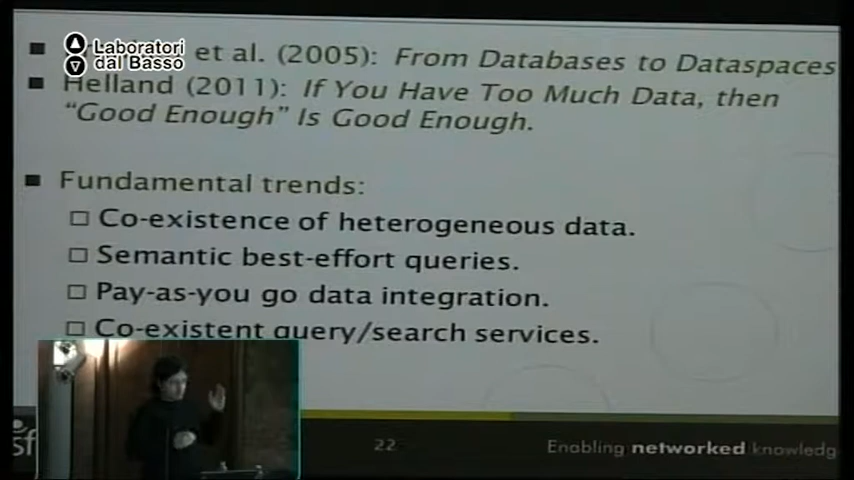 Laboratori
dal Basso
et al. (2005): From Databases to Dataspaces
Helland (2011): If You Have Too Much Data, then
“Good Enough” Is Good Enough.
Fundamental trends:
Co-existence of heterogeneous data.
Semantic best-effort queries.
Pay-as-you go data integration.
Co-existent query/search services.
sf
22
Enabling networked knowledg